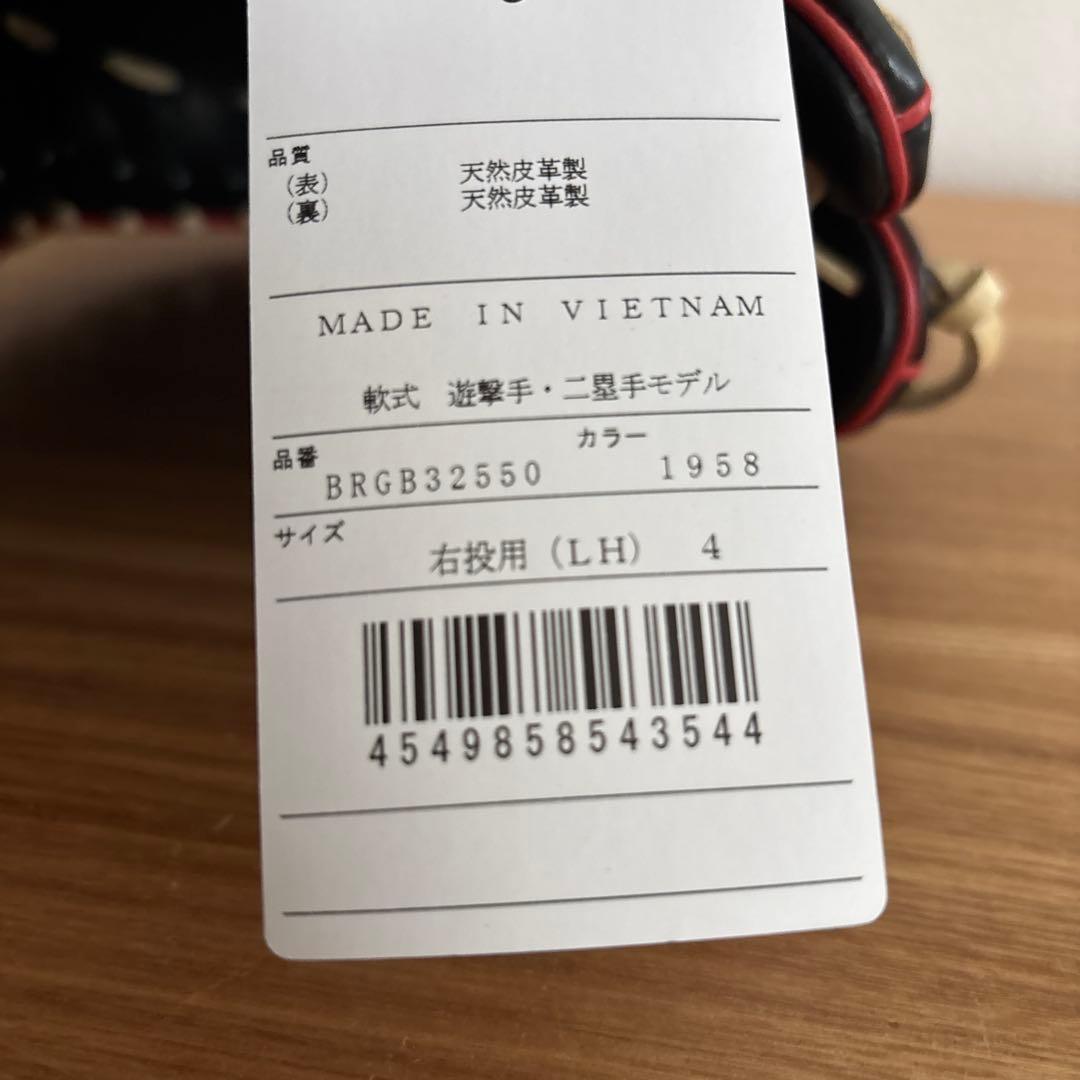 品質
（表） 天然皮革製
（裏） 天然皮革製
MADE IN VIETNAM
軟式 遊撃手・二塁手モデル
品番 BRGB32550 カラー 1958
サイズ 右投用（LH） 4
4549858543544